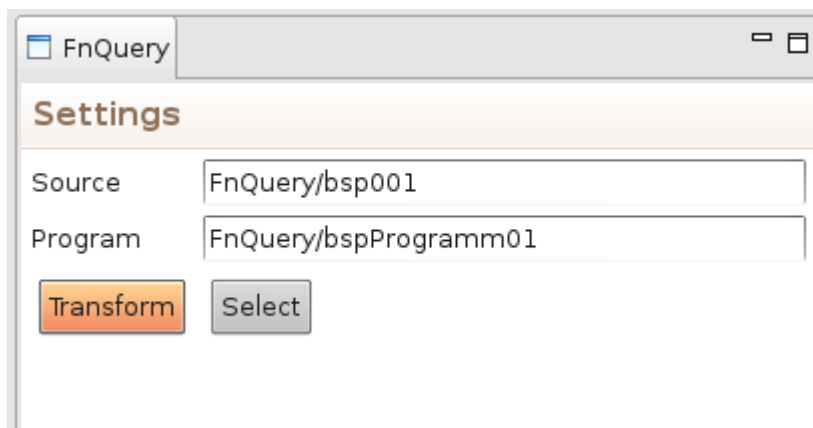 FnQuery
Settings
Source FnQuery/bsp001
Program FnQuery/bspProgramm01
Transform Select